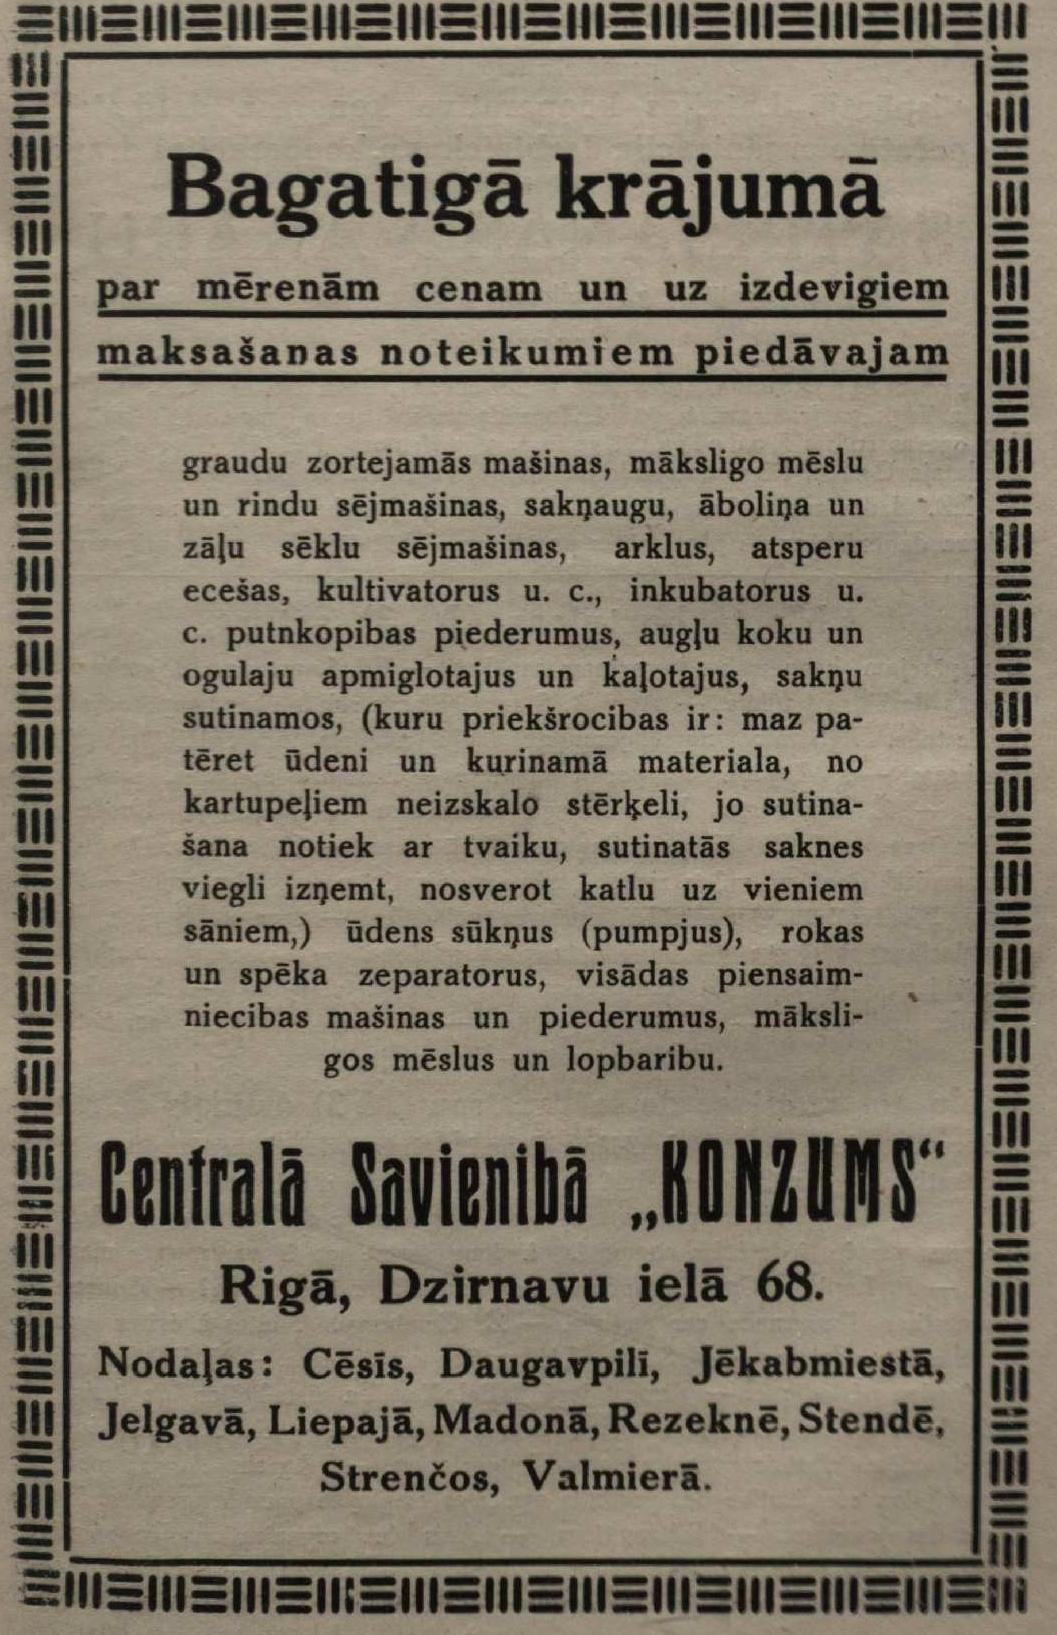 Bagatigā krājumā
par mērenām cenam un uz izdevigiem
maksašanas noteikumiem piedāvajam
graudu zortejamās mašinas, māksligo mēslu
un rindu sējmašinas, sakņaugu, āboliņa un
zāļu sēklu sējmašinas, arklus, atsperu
ecešas, kultivatorus u. c., inkubatorus u.
c. putnkopibas piederumus, augļu koku un
ogulaju apmiglotajus un kaļotajus, sakņu
sutinamos, (kuru priekšrocibas ir: maz pa-
tēret ūdeni un kurinamā materiala, no
kartupeļiem neizskalo stērķeli, jo sutina-
šana notiek ar tvaiku, sutinatās saknes
viegli izņemt, nosverot katlu uz vieniem
sāniem,) ūdens sūkņus (pumpjus), rokas
un spēka zeparatorus, visādas piensaim-
niecibas mašinas un piederumus, māksli-
gos mēslus un lopbaribu.
Centralā Savienibā „KONZUMS“
Rigā, Dzirnavu ielā 68.
Nodaļas: Cēsīs, Daugavpilī, Jēkabmiestā,
Jelgavā, Liepajā, Madonā, Rezeknē, Stendē,
Strenčos, Valmierā.